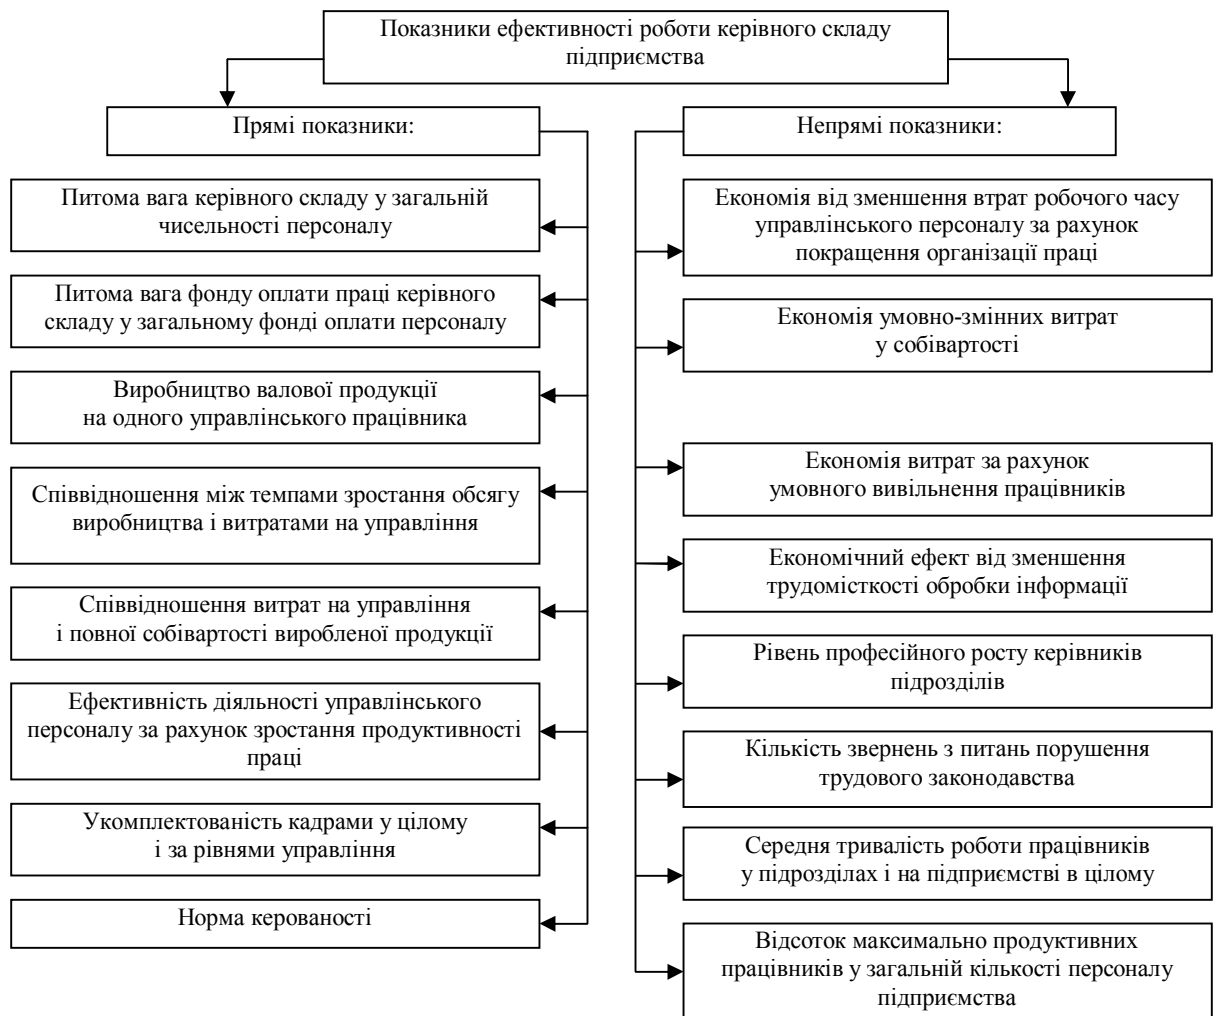 Показники ефективності роботи керівного складу
підприємства
Прямі показники:
Питома вага керівного складу у загальній
чисельності персоналу
Питома вага фонду оплати праці керівного
складу у загальному фонді оплати персоналу
Виробництво валової продукції
на одного управлінського працівника
Співвідношення між темпами зростання обсягу
виробництва і витратами на управління
Співвідношення витрат на управління
і повної собівартості виробленої продукції
Ефективність діяльності управлінського
персоналу за рахунок зростання продуктивності
праці
Укомплектованість кадрами у цілому
і за рівнями управління
Норма керованості
Непрямі показники:
Економія від зменшення втрат робочого часу
управлінського персоналу за рахунок
покращення організації праці
Економія умовно-змінних витрат
у собівартості
Економія витрат за рахунок
умовного вивільнення працівників
Економічний ефект від зменшення
трудомісткості обробки інформації
Рівень професійного росту керівників
підрозділів
Кількість звернень з питань порушення
трудового законодавства
Середня тривалість роботи працівників
у підрозділах і на підприємстві в цілому
Відсоток максимально продуктивних
працівників у загальній кількості персоналу
підприємства